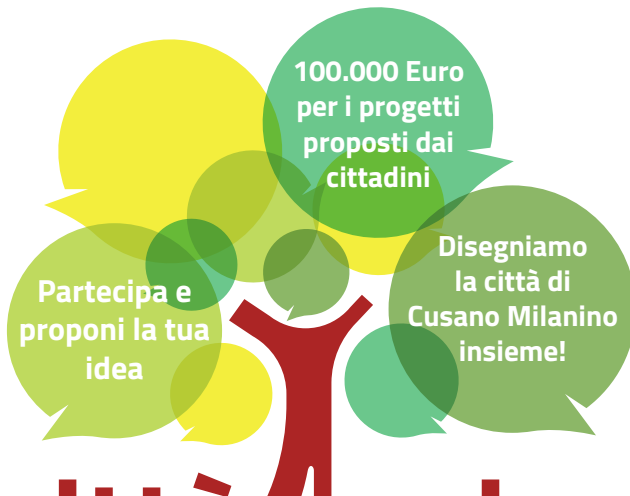 100.000 Euro
per i progetti
proposti dai
cittadini
Partecipa e
proponi la tua
idea
Disegniamo
la città di
Cusano Milanino
insieme!